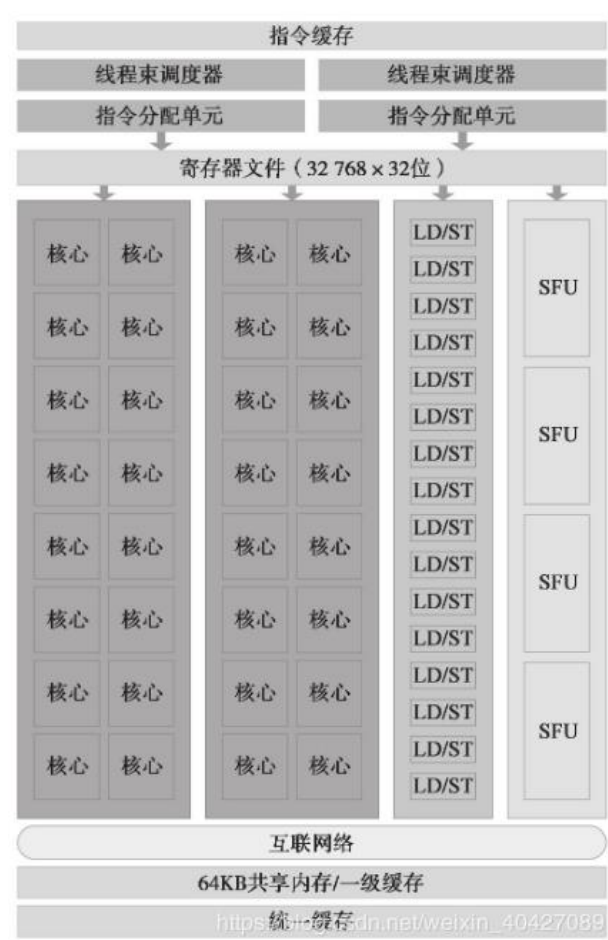 指令缓存
线程束调度器 线程束调度器
指令分配单元 指令分配单元
寄存器文件（32 768×32位）
核心 核心 核心 核心 LD/ST LD/ST SFU
核心 核心 核心 核心 LD/ST LD/ST
核心 核心 核心 核心 LD/ST LD/ST SFU
核心 核心 核心 核心 LD/ST LD/ST
核心 核心 核心 核心 LD/ST LD/ST SFU
核心 核心 核心 核心 LD/ST LD/ST
核心 核心 核心 核心 LD/ST LD/ST SFU
核心 核心 核心 核心 LD/ST LD/ST
互联网络
64KB共享内存/一级缓存
统一缓存
https://blog.csdn.net/weixin_40427089